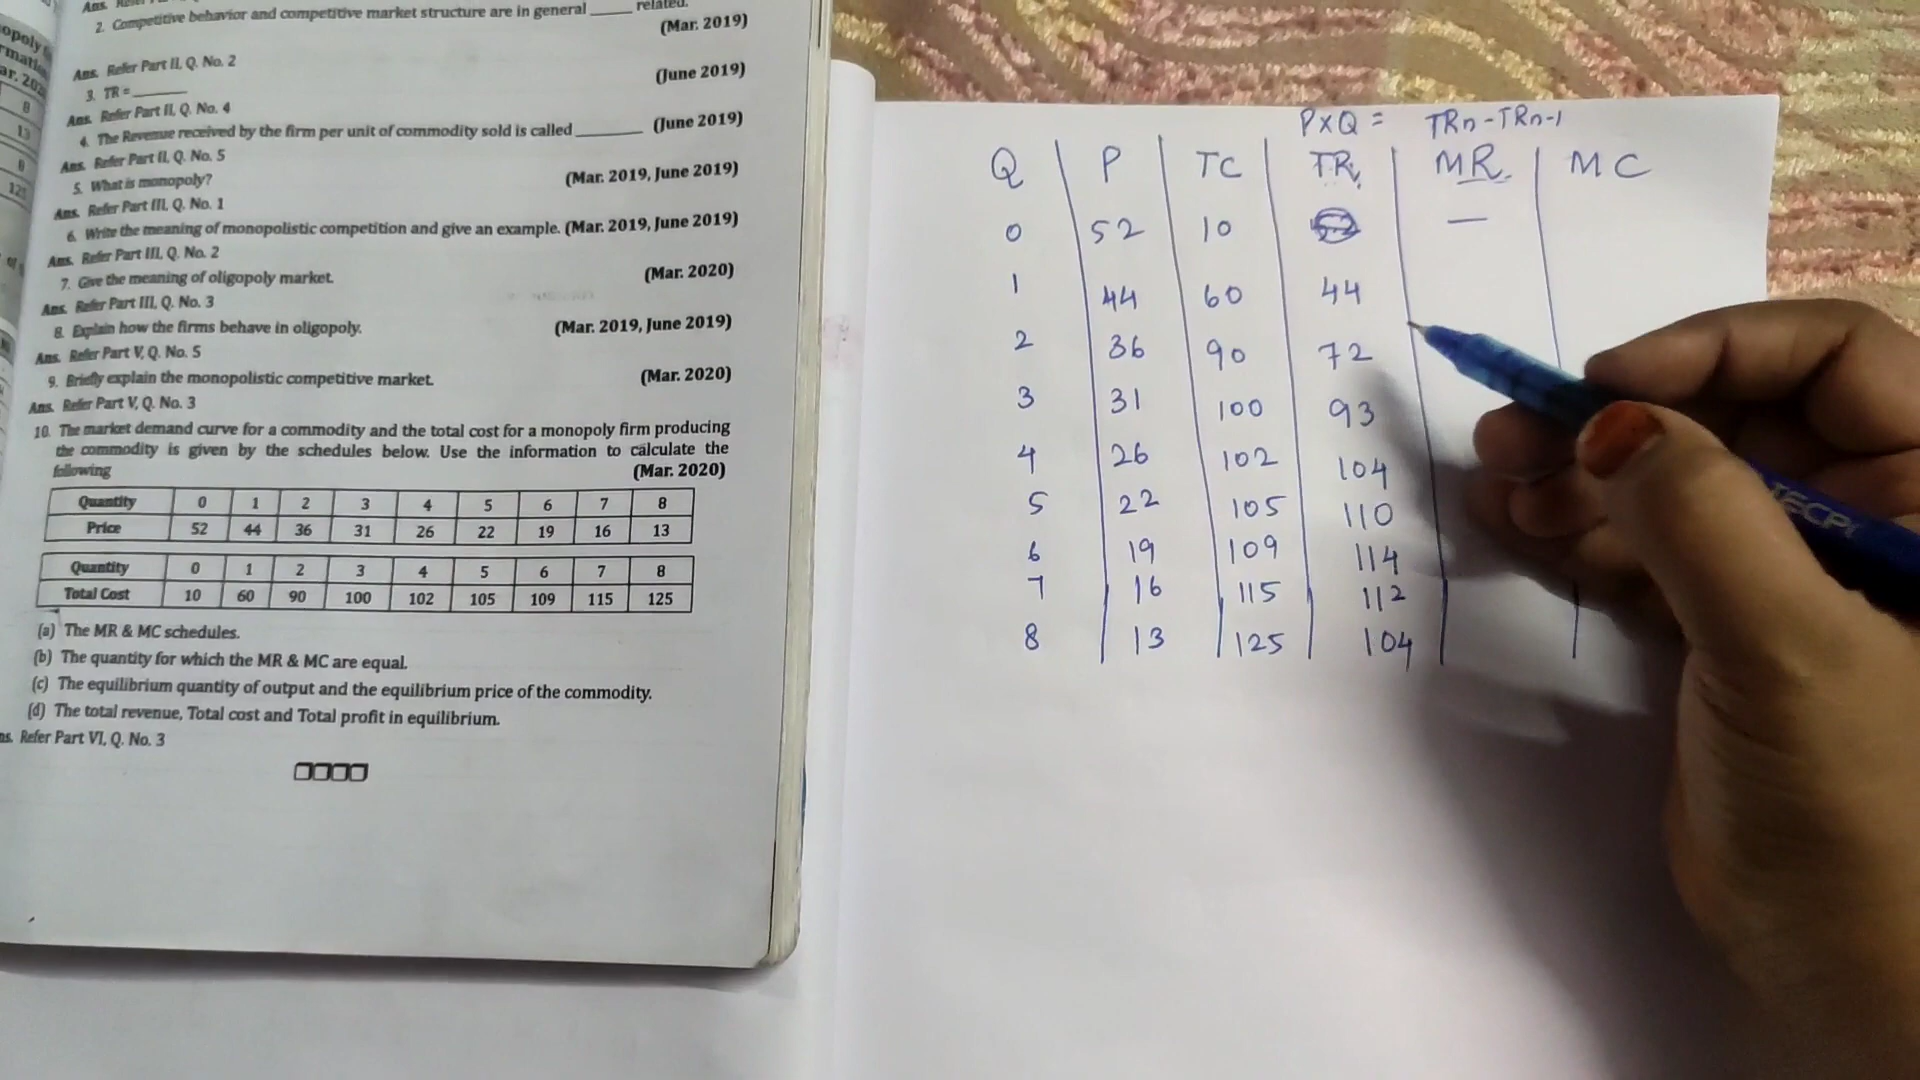 opoly
ar. 202
8
13
8
125
Ans.
2. Competitive behavior and competitive market structure are in general ______ related.
(Mar. 2019)
Ans. Refer Part II, Q. No. 2
3. TR = ______
(June 2019)
Ans. Refer Part II, Q. No. 4
4. The Revenue received by the firm per unit of commodity sold is called ______ (June 2019)
Ans. Refer Part II, Q. No. 5
5. What is monopoly? (Mar. 2019, June 2019)
Ans. Refer Part III, Q. No. 1
6. Write the meaning of monopolistic competition and give an example. (Mar. 2019, June 2019)
Ans. Refer Part III, Q. No. 2
7. Give the meaning of oligopoly market. (Mar. 2020)
Ans. Refer Part III, Q. No. 3
8. Explain how the firms behave in oligopoly. (Mar. 2019, June 2019)
Ans. Refer Part V, Q. No. 5
9. Briefly explain the monopolistic competitive market. (Mar. 2020)
Ans. Refer Part V, Q. No. 3
10. The market demand curve for a commodity and the total cost for a monopoly firm producing
the commodity is given by the schedules below. Use the information to calculate the
following (Mar. 2020)
Quantity 0 1 2 3 4 5 6 7 8
Price 52 44 36 31 26 22 19 16 13
Quantity 0 1 2 3 4 5 6 7 8
Total Cost 10 60 90 100 102 105 109 115 125
(a) The MR & MC schedules.
(b) The quantity for which the MR & MC are equal.
(c) The equilibrium quantity of output and the equilibrium price of the commodity.
(d) The total revenue, Total cost and Total profit in equilibrium.
ns. Refer Part VI, Q. No. 3
P×Q = TRn-TRn-1
Q P TC TR MR MC
0 52 10 —
1 44 60 44
2 36 90 72
3 31 100 93
4 26 102 104
5 22 105 110
6 19 109 114
7 16 115 112
8 13 125 104